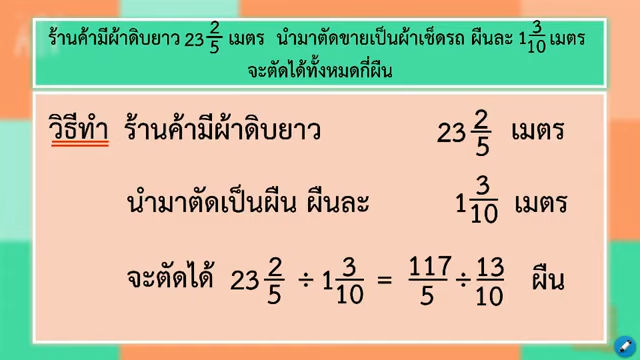 ร้านค้ามีผ้าดิบยาว 23 2/5 เมตร นำมาตัดขายเป็นผ้าเช็ดรถ ผืนละ 1 3/10 เมตร
จะตัดได้ทั้งหมดกี่ผืน
วิธีทำ ร้านค้ามีผ้าดิบยาว 23 2/5 เมตร
นำมาตัดเป็นผืน ผืนละ 1 3/10 เมตร
จะตัดได้ 23 2/5 ÷ 1 3/10 = 117/5 ÷ 13/10 ผืน